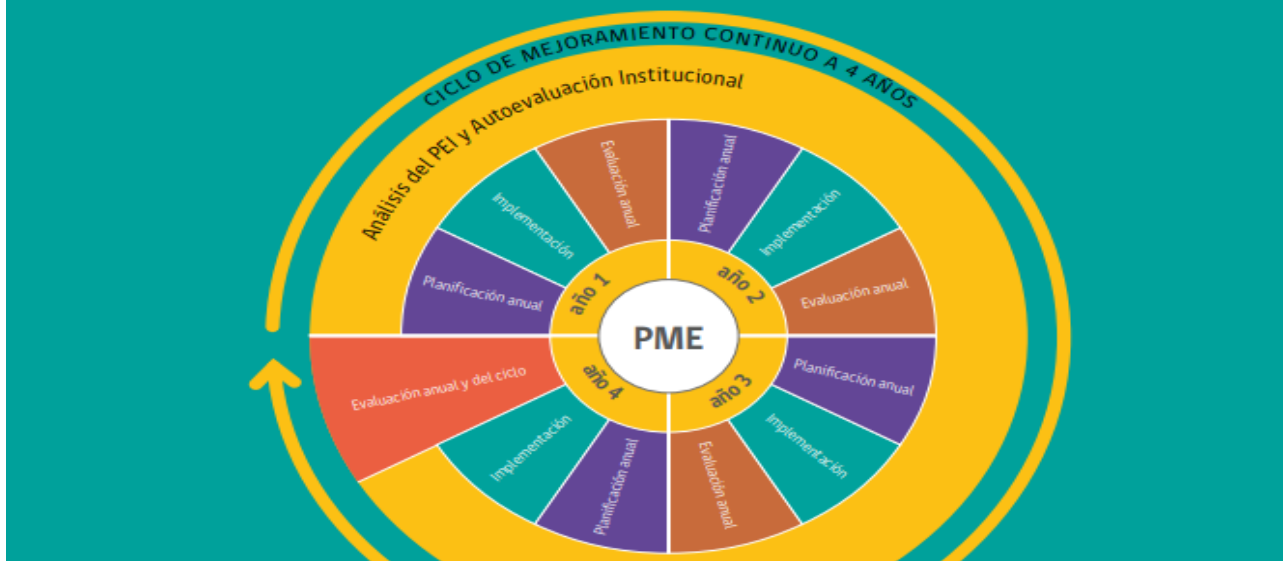 CICLO DE MEJORAMIENTO CONTINUO A 4 AÑOS
Análisis del PEI y Autoevaluación Institucional
PME
año 1
Planificación anual
Implementación
Evaluación anual
año 2
Planificación anual
Implementación
Evaluación anual
año 3
Planificación anual
Implementación
Evaluación anual
año 4
Planificación anual
Implementación
Evaluación anual y del ciclo